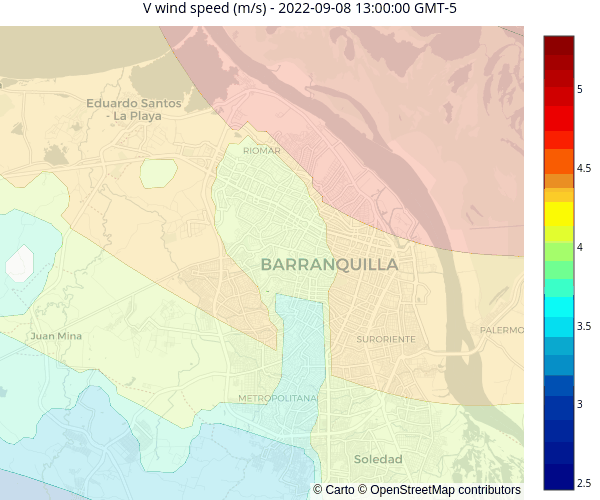 V wind speed (m/s) - 2022-09-08 13:00:00 GMT-5
Eduardo Santos
- La Playa
RIOMAR
BARRANQUILLA
Juan Mina
SURORIENTE
PALERMO
METROPOLITANA
Soledad
© Carto © OpenStreetMap contributors
5
4.5
4
3.5
3
2.5